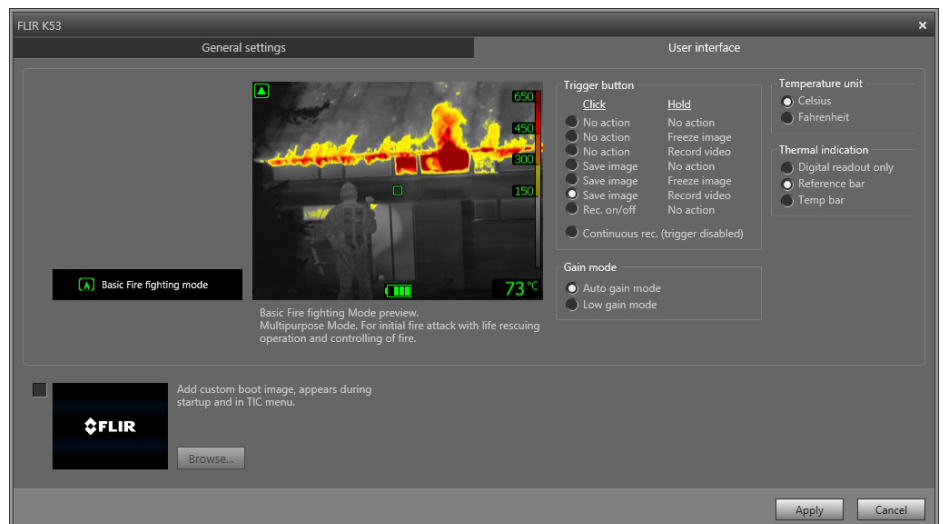 FLIR K53
×
General settings
User interface
Basic Fire fighting mode
650
450
300
150
73°C
Basic Fire fighting Mode preview.
Multipurpose Mode. For initial fire attack with life rescuing
operation and controlling of fire.
Trigger button
Click Hold
No action No action
No action Freeze image
No action Record video
Save image No action
Save image Freeze image
Save image Record video
Rec. on/off No action
Continuous rec. (trigger disabled)
Gain mode
Auto gain mode
Low gain mode
Temperature unit
Celsius
Fahrenheit
Thermal indication
Digital readout only
Reference bar
Temp bar
Add custom boot image, appears during
startup and in TIC menu.
FLIR
Browse...
Apply
Cancel